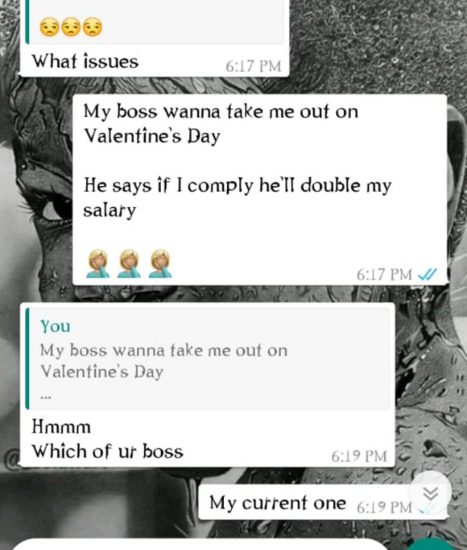 😒😒😒
What issues
6:17 PM
My boss wanna take me out on
Valentine's Day
He says if I comply he'll double my
salary
🤦🏼‍♀️ 🤦🏼‍♀️ 🤦🏼‍♀️
6:17 PM
You
My boss wanna take me out on
Valentine's Day
...
Hmmm
Which of ur boss
6:19 PM
My current one 6:19 PM